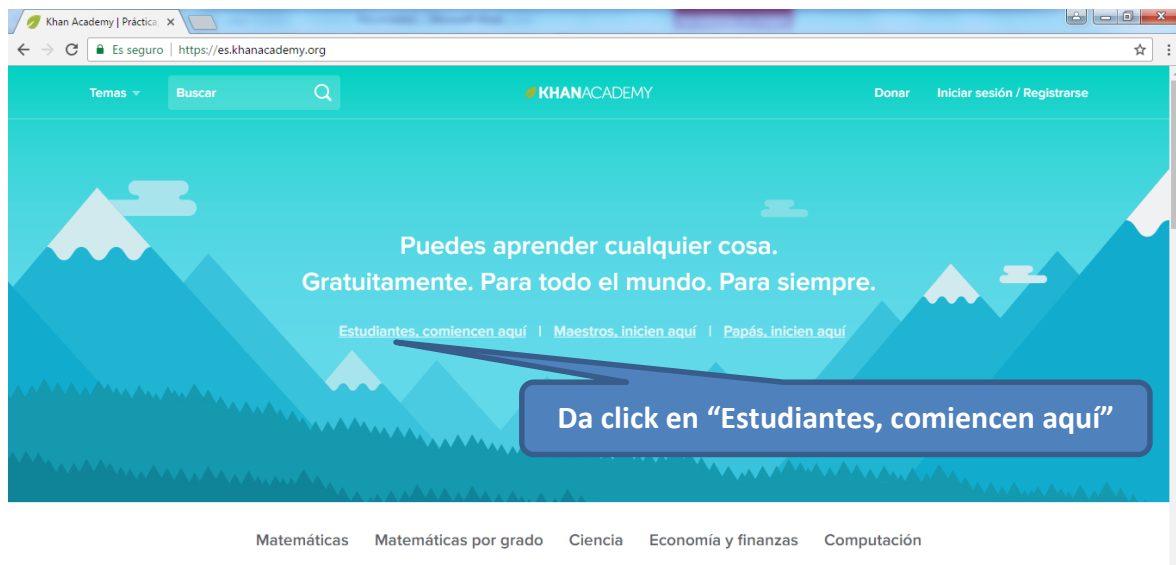 Khan Academy | Práctica,
Es seguro | https://es.khanacademy.org
Temas Buscar KHANACADEMY Donar Iniciar sesión / Registrarse
Puedes aprender cualquier cosa.
Gratuitamente. Para todo el mundo. Para siempre.
Estudiantes, comiencen aquí | Maestros, inicien aquí | Papás, inicien aquí
Da click en “Estudiantes, comiencen aquí”
Matemáticas Matemáticas por grado Ciencia Economía y finanzas Computación